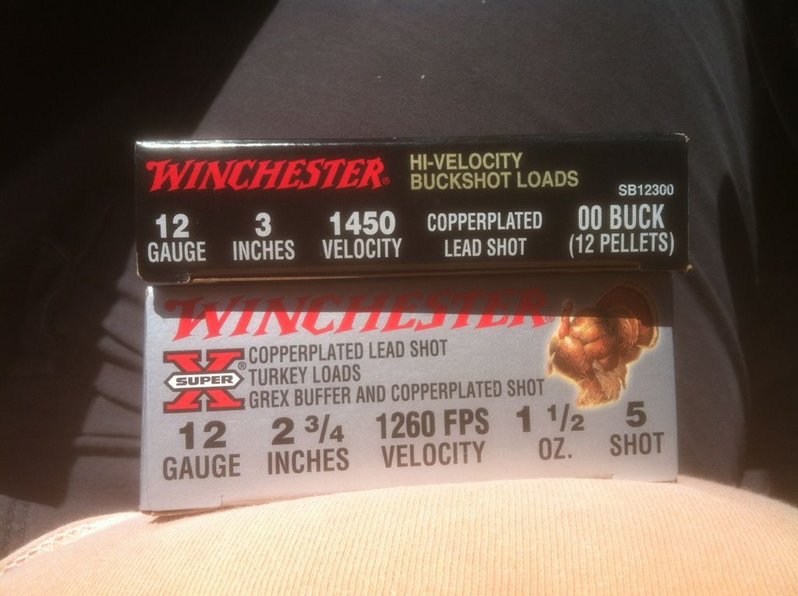 WINCHESTER®
HI-VELOCITY
BUCKSHOT LOADS
SB12300
12 GAUGE
3 INCHES
1450 VELOCITY
COPPERPLATED LEAD SHOT
00 BUCK (12 PELLETS)
WINCHESTER®
SUPER X®
COPPERPLATED LEAD SHOT
TURKEY LOADS
GREX BUFFER AND COPPERPLATED SHOT
12 GAUGE
2 3/4 INCHES
1260 FPS VELOCITY
1 1/2 OZ.
5 SHOT